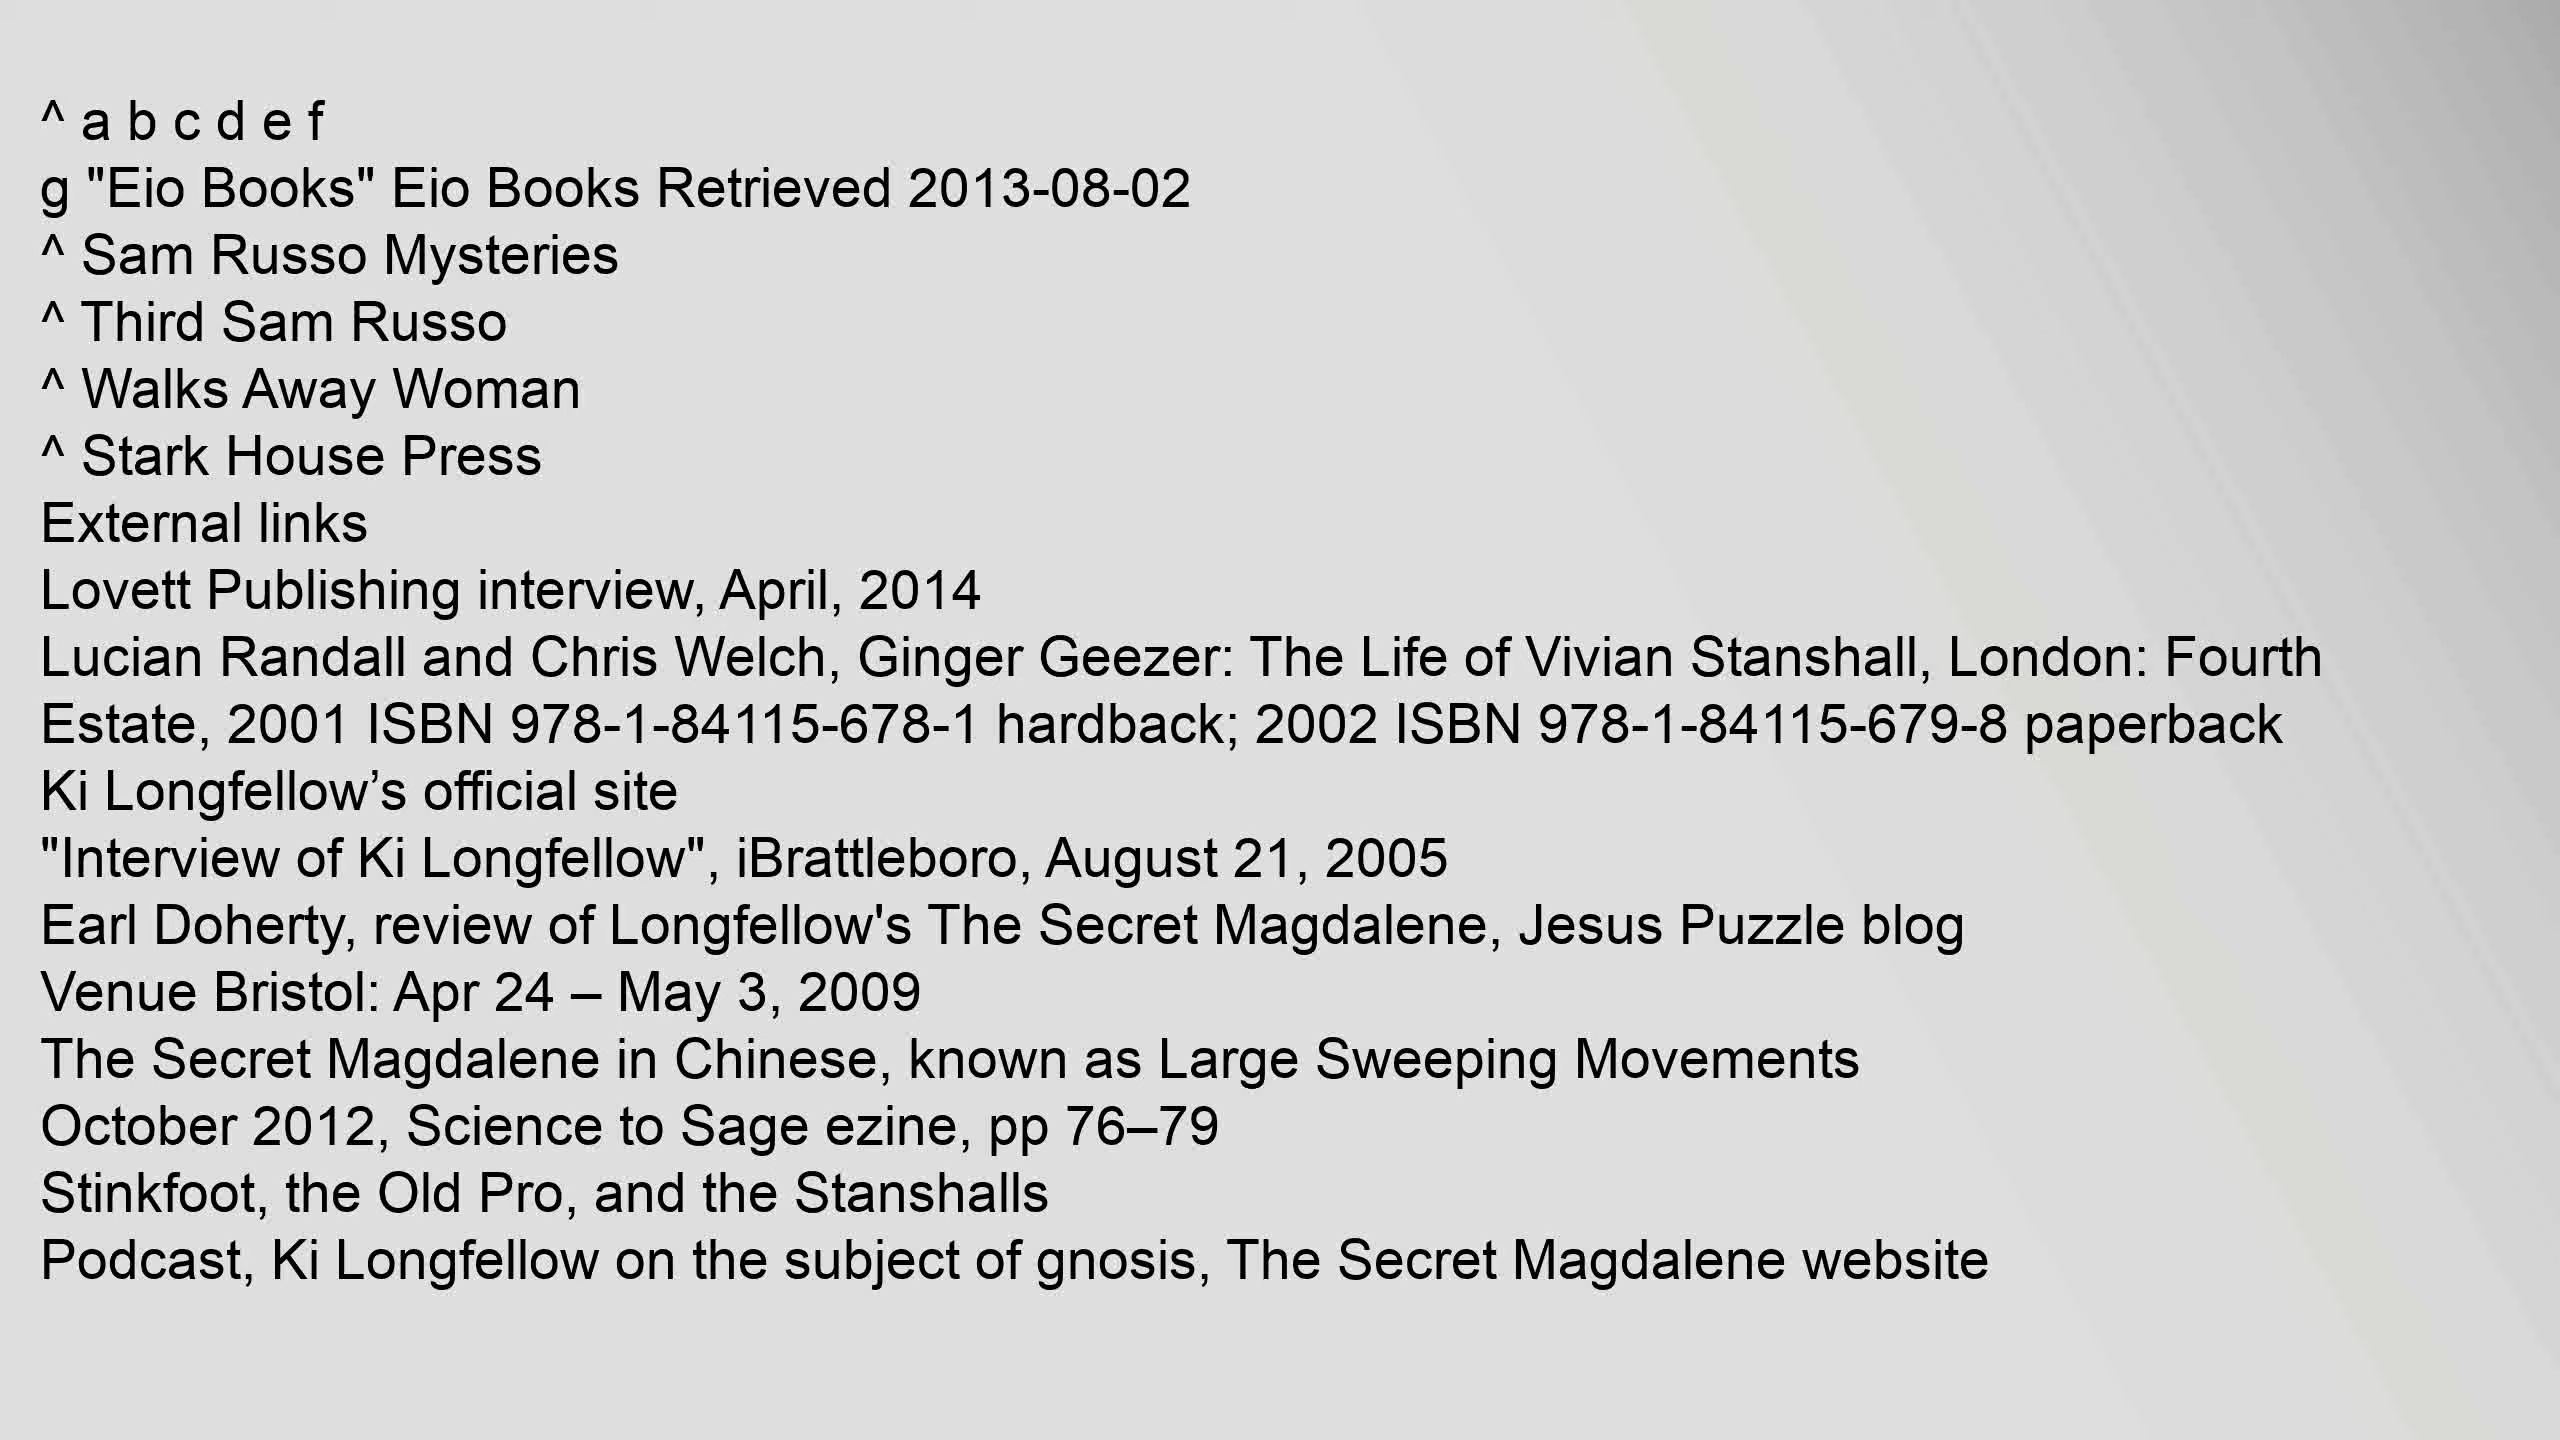 ^ a b c d e f
g "Eio Books" Eio Books Retrieved 2013-08-02
^ Sam Russo Mysteries
^ Third Sam Russo
^ Walks Away Woman
^ Stark House Press
External links
Lovett Publishing interview, April, 2014
Lucian Randall and Chris Welch, Ginger Geezer: The Life of Vivian Stanshall, London: Fourth
Estate, 2001 ISBN 978-1-84115-678-1 hardback; 2002 ISBN 978-1-84115-679-8 paperback
Ki Longfellow’s official site
"Interview of Ki Longfellow", iBrattleboro, August 21, 2005
Earl Doherty, review of Longfellow's The Secret Magdalene, Jesus Puzzle blog
Venue Bristol: Apr 24 – May 3, 2009
The Secret Magdalene in Chinese, known as Large Sweeping Movements
October 2012, Science to Sage ezine, pp 76–79
Stinkfoot, the Old Pro, and the Stanshalls
Podcast, Ki Longfellow on the subject of gnosis, The Secret Magdalene website